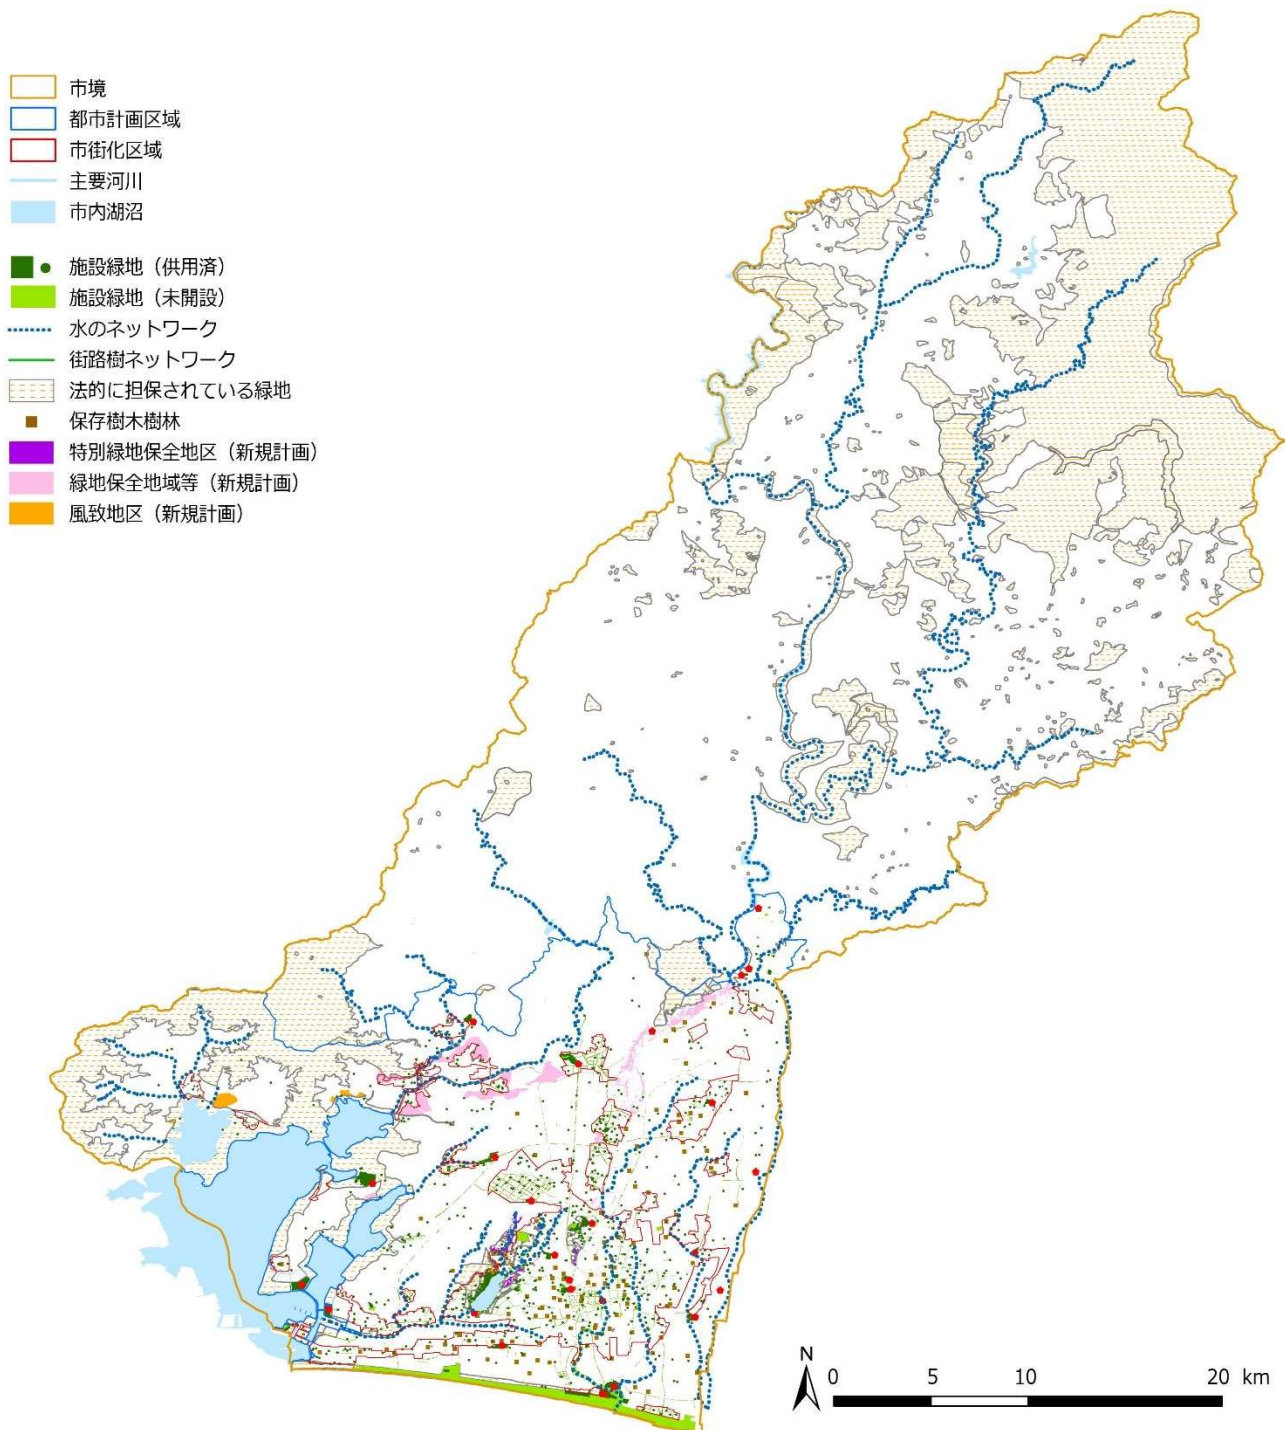 市境
都市計画区域
市街化区域
主要河川
市内湖沼
施設緑地（供用済）
施設緑地（未開設）
水のネットワーク
街路樹ネットワーク
法的に担保されている緑地
保存樹木樹林
特別緑地保全地区（新規計画）
緑地保全地域等（新規計画）
風致地区（新規計画）
N
0 5 10 20 km